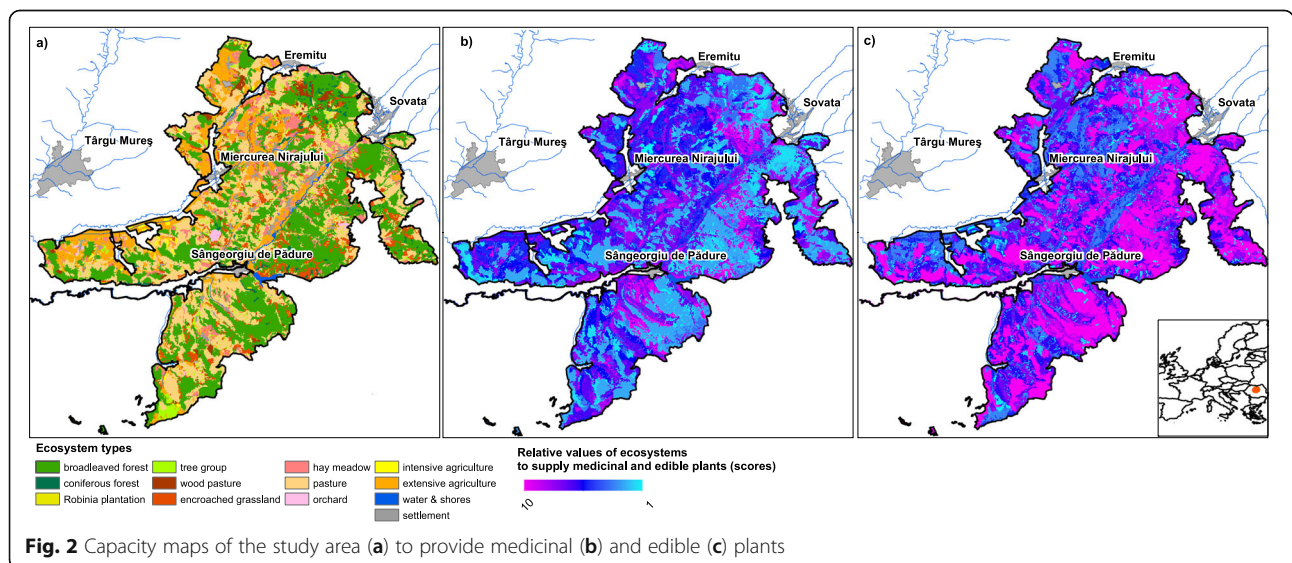 a)
Eremitu
Sovata
Târgu Mureş
Miercurea Nirajului
Sângeorgiu de Pădure
b)
Eremitu
Sovata
Târgu Mureş
Miercurea Nirajului
Sângeorgiu de Pădure
c)
Eremitu
Sovata
Târgu Mureş
Miercurea Nirajului
Sângeorgiu de Pădure
Ecosystem types
broadleaved forest
coniferous forest
Robinia plantation
tree group
wood pasture
encroached grassland
hay meadow
pasture
orchard
intensive agriculture
extensive agriculture
water & shores
settlement
Relative values of ecosystems
to supply medicinal and edible plants (scores)
10
1
Fig. 2 Capacity maps of the study area (a) to provide medicinal (b) and edible (c) plants